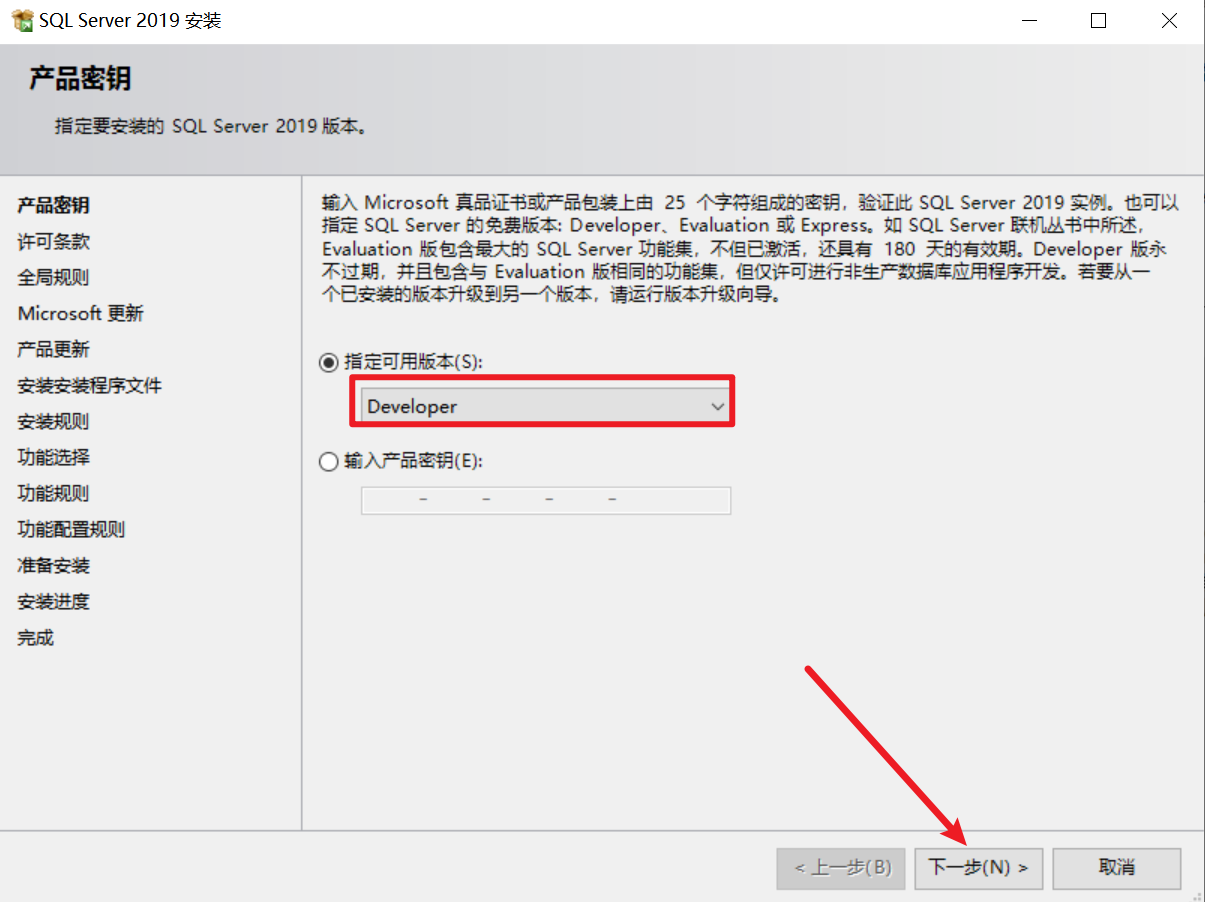 SQL Server 2019 安装
产品密钥
指定要安装的 SQL Server 2019 版本。
产品密钥
许可条款
全局规则
Microsoft 更新
产品更新
安装安装程序文件
安装规则
功能选择
功能规则
功能配置规则
准备安装
安装进度
完成
输入 Microsoft 真品证书或产品包装上由 25 个字符组成的密钥，验证此 SQL Server 2019 实例。也可以
指定 SQL Server 的免费版本: Developer、Evaluation 或 Express。如 SQL Server 联机丛书中所述，
Evaluation 版包含最大的 SQL Server 功能集，不但已激活，还具有 180 天的有效期。Developer 版永
不过期，并且包含与 Evaluation 版相同的功能集，但仅许可进行非生产数据库应用程序开发。若要从一
个已安装的版本升级到另一个版本，请运行版本升级向导。
指定可用版本(S):
Developer
输入产品密钥(E):
- - - -
< 上一步(B)
下一步(N) >
取消